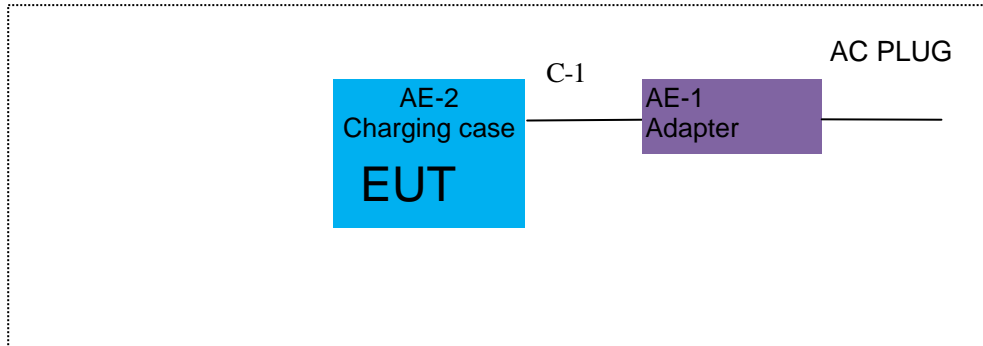 AC PLUG
C-1
AE-2
Charging case
EUT
AE-1
Adapter